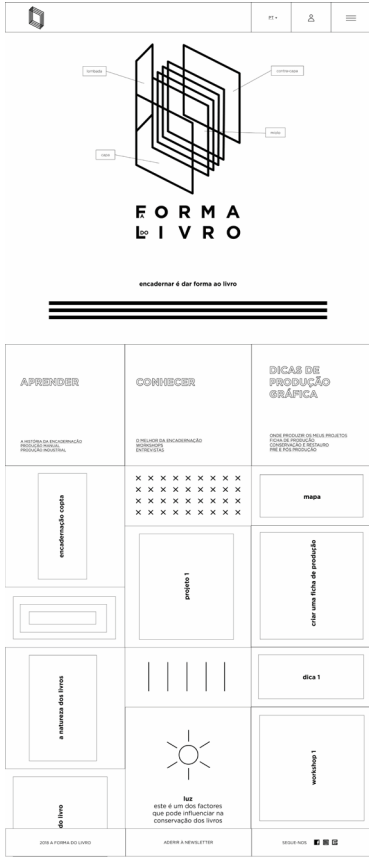 PT
lombada
contracapa
miolo
capa
A FORMA
DO LIVRO
encadernar é dar forma ao livro
APRENDER
A HISTÓRIA DA ENCADERNAÇÃO
PRODUÇÃO MANUAL
PRODUÇÃO INDUSTRIAL
CONHECER
O MELHOR DA ENCADERNAÇÃO
WORKSHOPS
ENTREVISTAS
DICAS DE
PRODUÇÃO
GRÁFICA
ONDE PRODUZIR OS MEUS PROJETOS
FICHA DE PRODUÇÃO
CONSERVAÇÃO E RESTAURO
PRÉ E PÓS PRODUÇÃO
encadernação copta
projeto 1
mapa
criar uma ficha de produção
a natureza dos livros
dica 1
workshop 1
luz
este é um dos factores
que pode influenciar na
conservação dos livros
do livro
2018 A FORMA DO LIVRO
ADERIR À NEWSLETTER
SEGUE-NOS